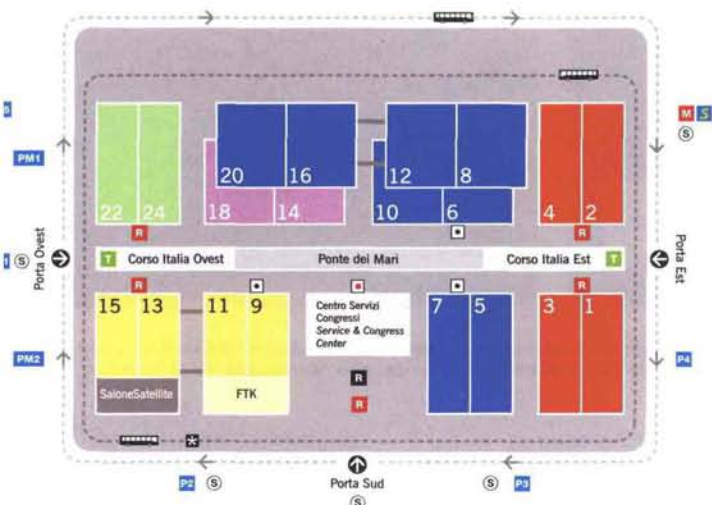 M S
S
PM1
20 16 12 8
22 24 18 14 10 6 4 2
R R
S
Porta Ovest
T Corso Italia Ovest Ponte dei Mari Corso Italia Est T
Porta Est
R R
15 13 11 9 7 5 3 1
Centro Servizi
Congressi
Service & Congress
Center
PM2
P4
R
SaloneSatellite FTK
R
P2 S Porta Sud S P3
S